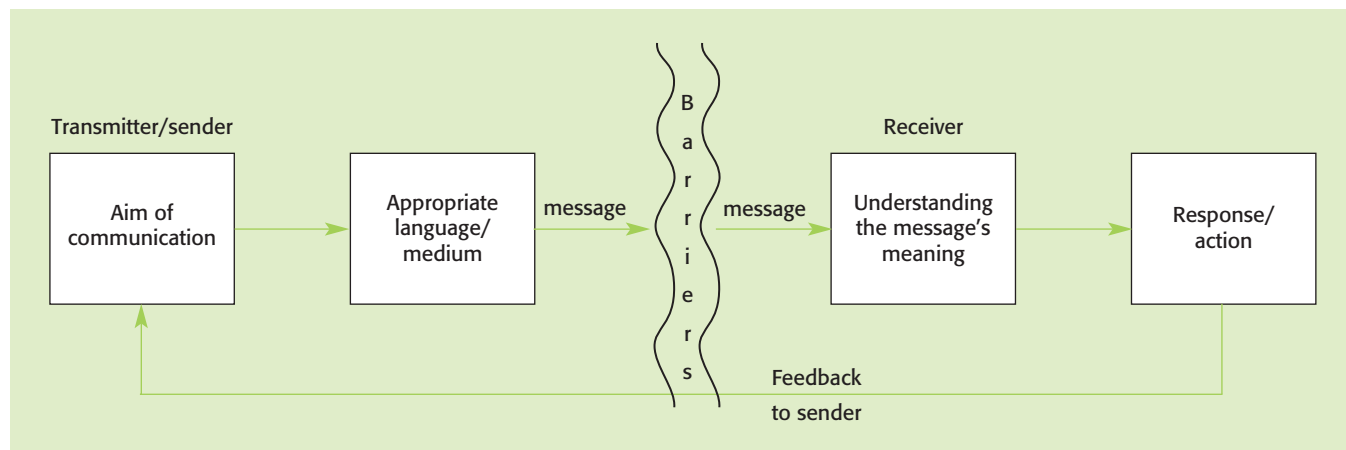 Transmitter/sender
Aim of
communication
Appropriate
language/
medium
message
Barriers
message
Receiver
Understanding
the message's
meaning
Response/
action
Feedback
to sender